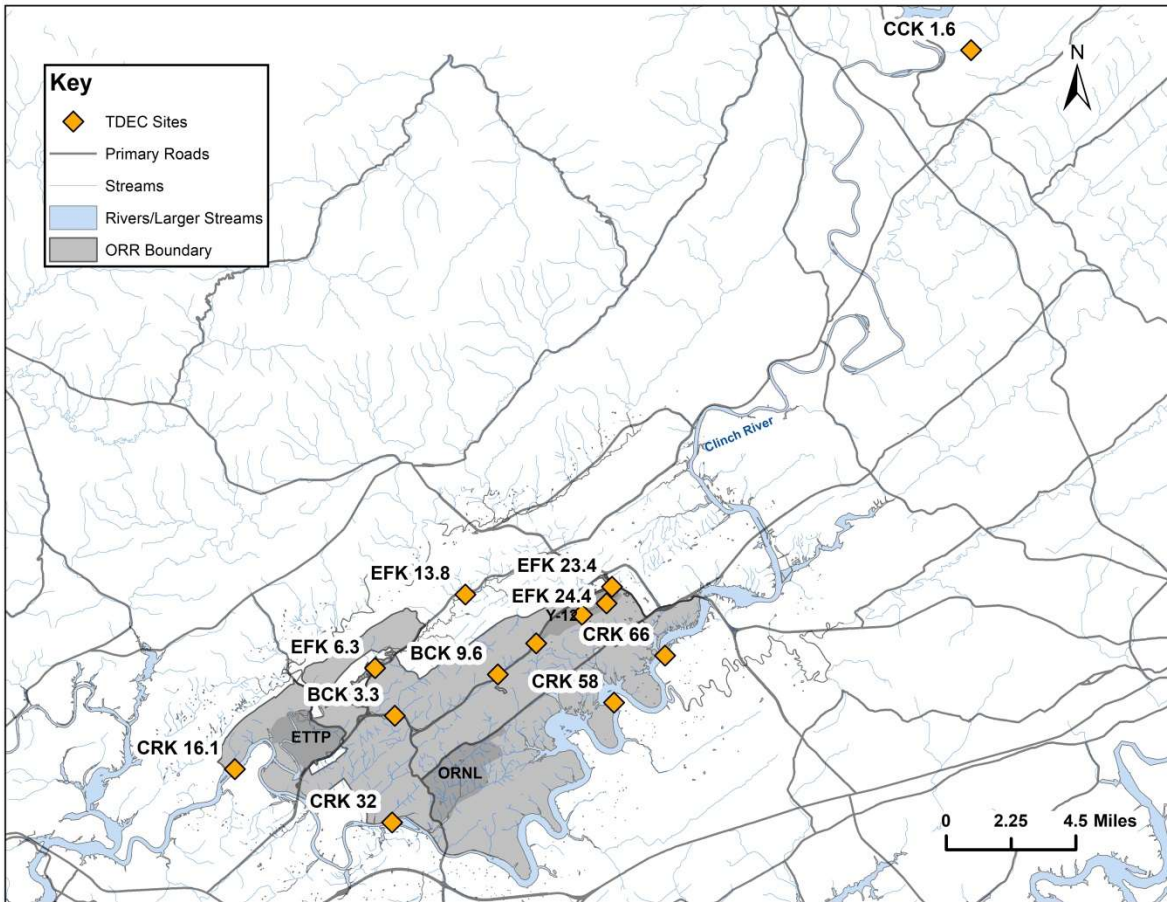 CCK 1.6
N
Key
TDEC Sites
Primary Roads
Streams
Rivers/Larger Streams
ORR Boundary
Clinch River
EFK 13.8
EFK 23.4
EFK 24.4
Y-12
CRK 66
EFK 6.3
BCK 9.6
BCK 3.3
CRK 58
ETTP
CRK 16.1
ORNL
CRK 32
0 2.25 4.5 Miles